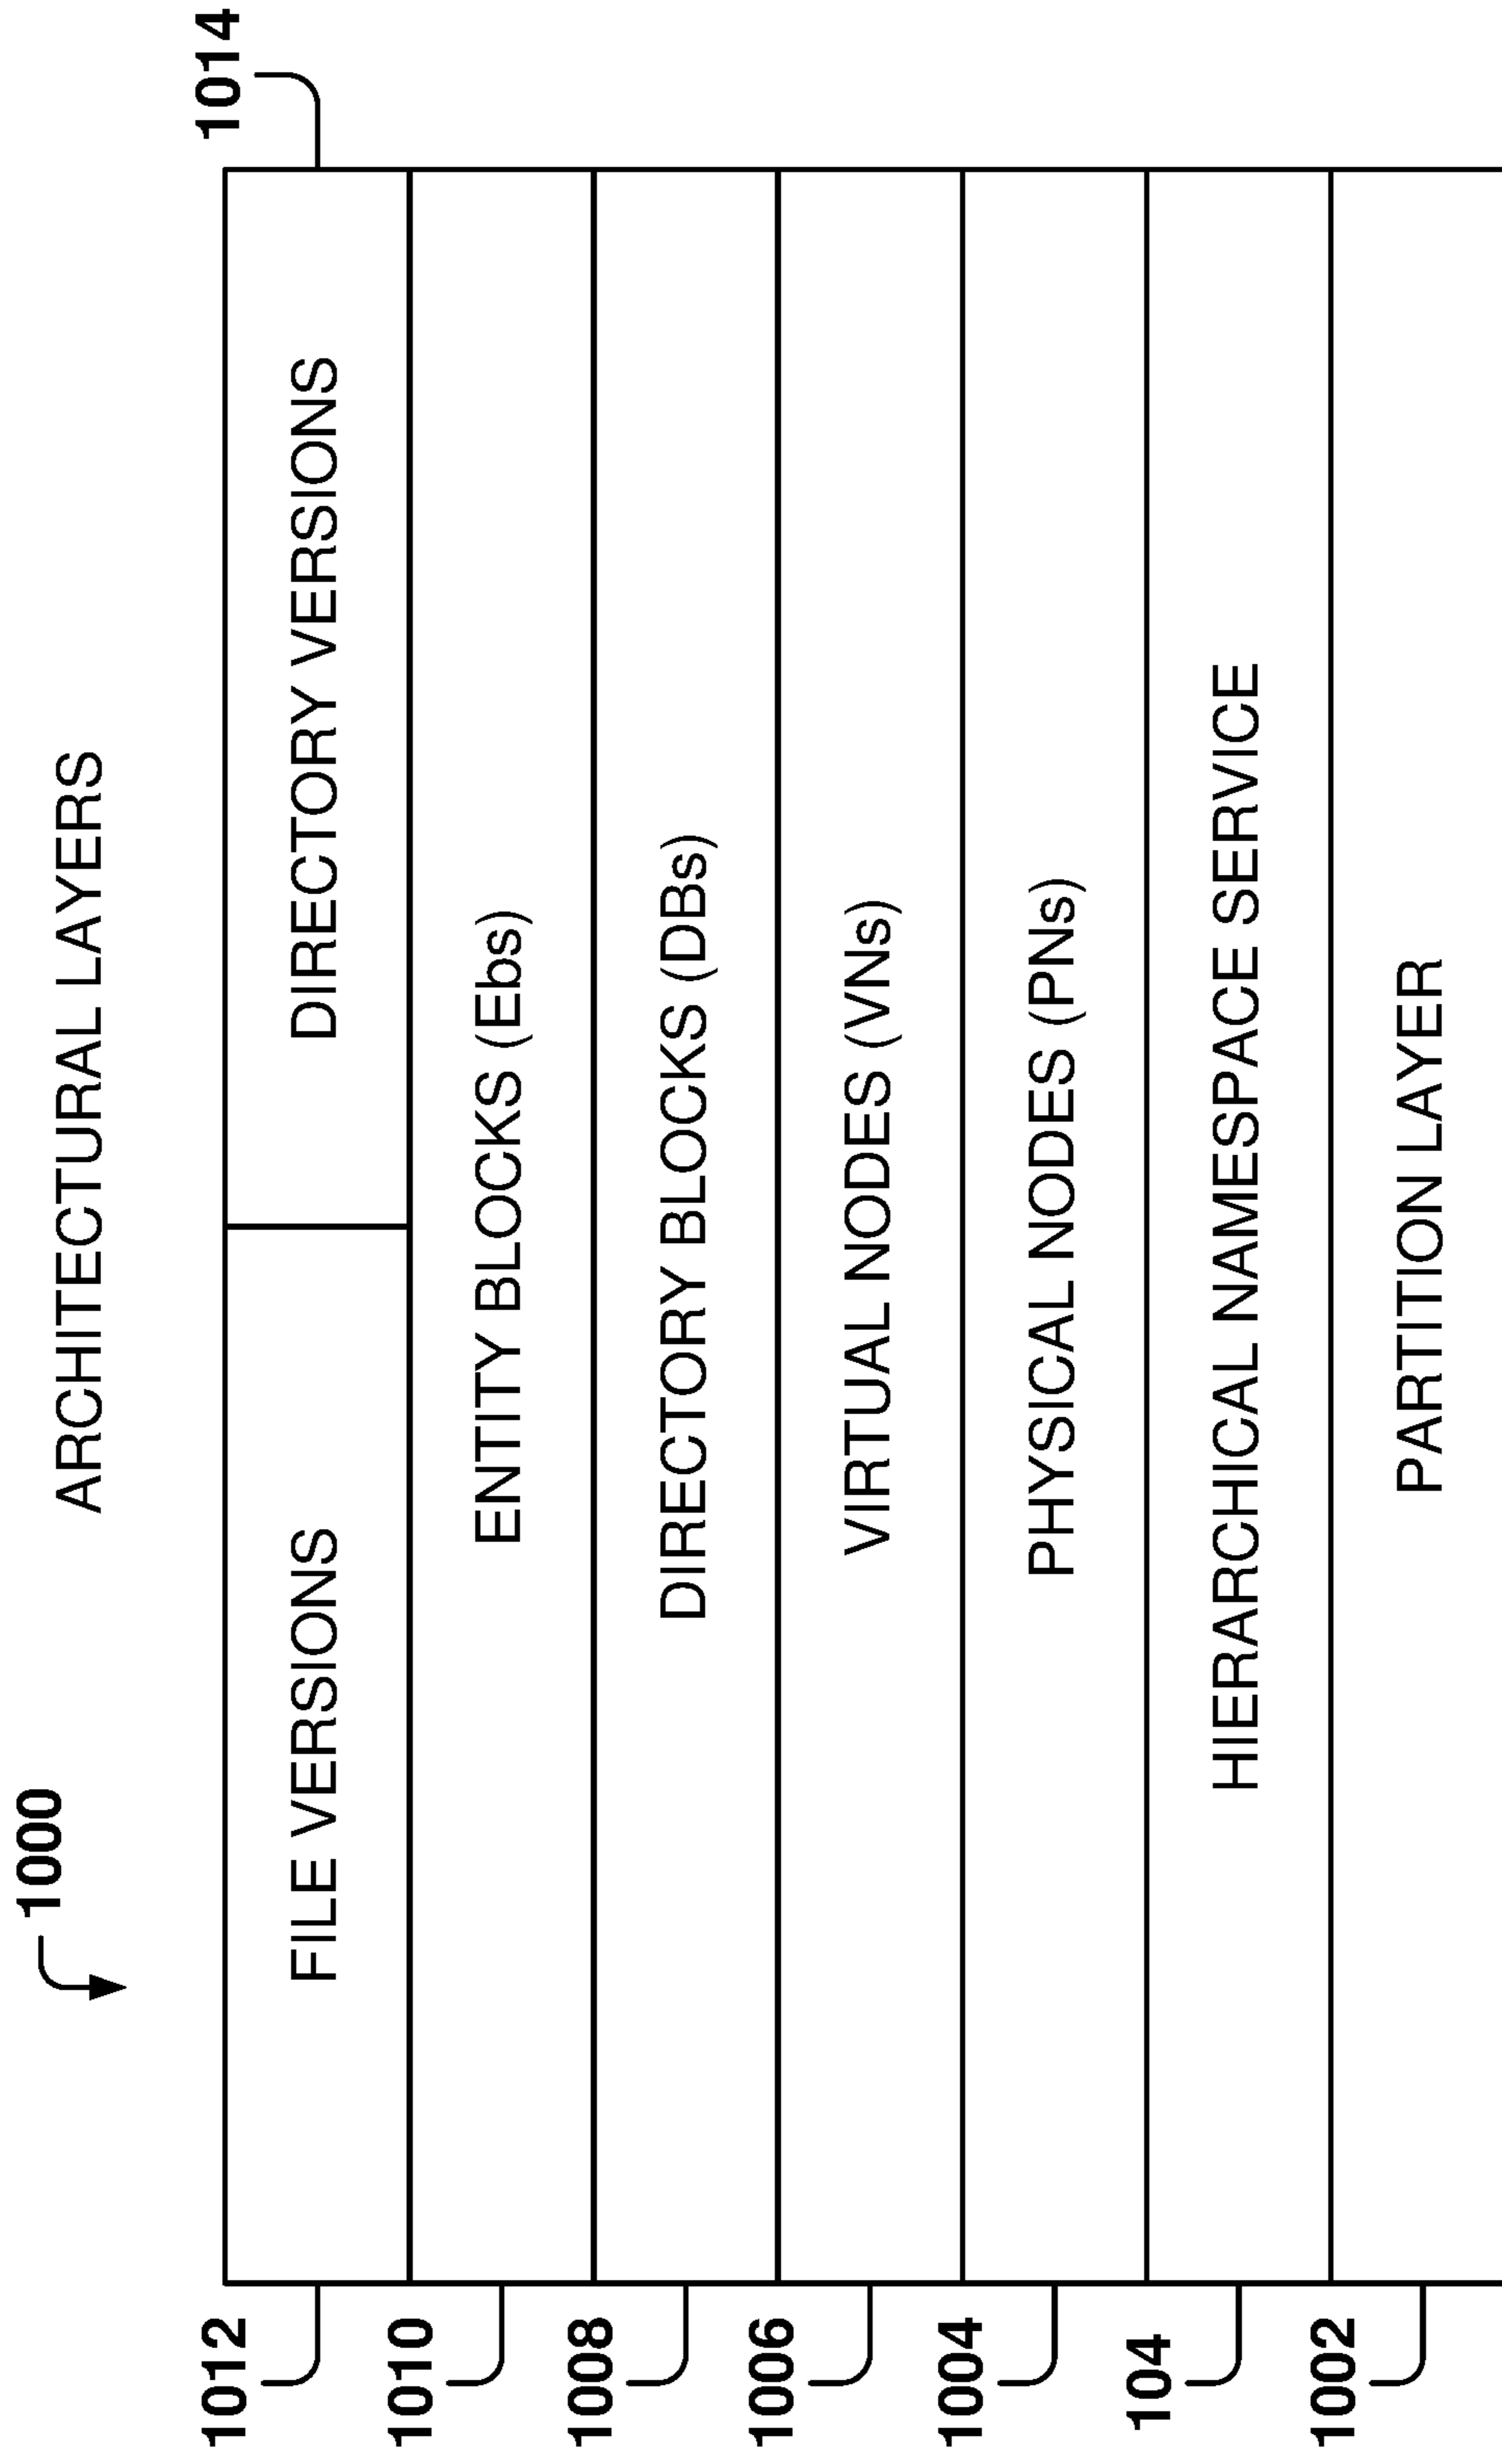 1000
ARCHITECTURAL LAYERS
1014
1012
FILE VERSIONS
DIRECTORY VERSIONS
1010
ENTITY BLOCKS (Ebs)
1008
DIRECTORY BLOCKS (DBs)
1006
VIRTUAL NODES (VNs)
1004
PHYSICAL NODES (PNs)
104
HIERARCHICAL NAMESPACE SERVICE
1002
PARTITION LAYER